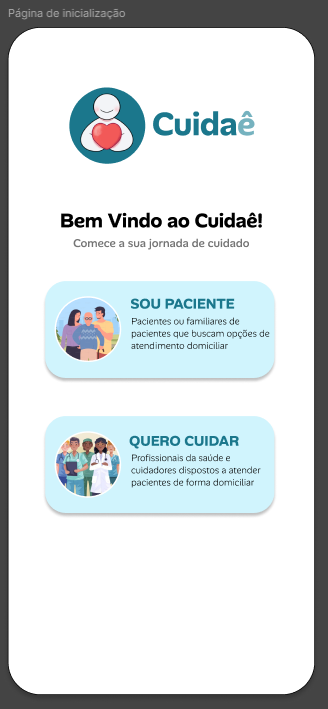 Página de inicialização
Cuidaê
Bem Vindo ao Cuidaê!
Comece a sua jornada de cuidado
SOU PACIENTE
Pacientes ou familiares de
pacientes que buscam opções de
atendimento domiciliar
QUERO CUIDAR
Profissionais da saúde e
cuidadores dispostos a atender
pacientes de forma domiciliar